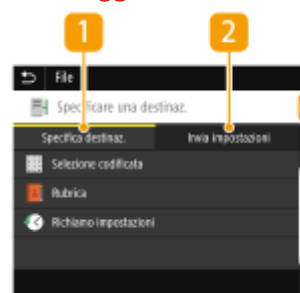 1 2
File
Specificare una destinaz.
Specifica destinaz. Invia impostazioni
Selezione codificata
Rubrica
Richiamo impostazioni